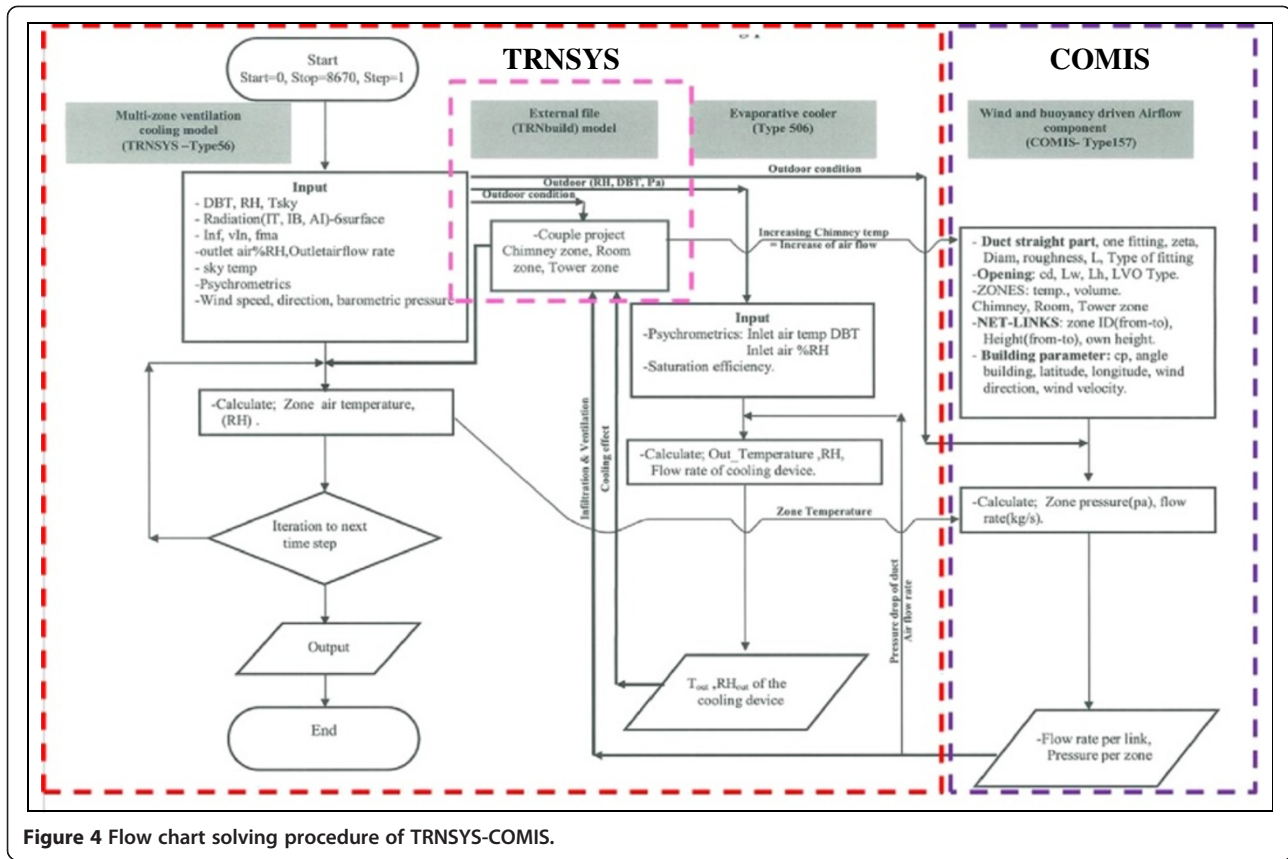 TRNSYS
COMIS
Start
Start=0, Stop=8670, Step=1
Multi-zone ventilation
cooling model
(TRNSYS –Type56)
External file
(TRNbuild) model
Evaporative cooler
(Type 506)
Wind and buoyancy driven Airflow
component
(COMIS- Type157)
Outdoor condition
Outdoor (RH, DBT, Pa)
Outdoor condition
Input
- DBT, RH, Tsky
- Radiation(IT, IB, AI)-6surface
- Inf, vIn, fma
-outlet air%RH,Outletairflow rate
- sky temp
-Psychrometrics
-Wind speed, direction, barometric pressure
-Couple project
Chimney zone, Room
zone, Tower zone
Increasing Chimney temp
= Increase of air flow
- Duct straight part, one fitting, zeta,
Diam, roughness, L, Type of fitting
-Opening: cd, Lw, Lh, LVO Type.
-ZONES: temp., volume.
Chimney, Room, Tower zone
-NET-LINKS: zone ID(from-to),
Height(from-to), own height.
- Building parameter: cp, angle
building, latitude, longitude, wind
direction, wind velocity.
Input
-Psychrometrics: Inlet air temp DBT
Inlet air %RH
-Saturation efficiency.
-Calculate; Zone air temperature,
(RH) .
-Calculate; Out_Temperature ,RH,
Flow rate of cooling device.
Infiltration & Ventilation
Cooling effect
Zone Temperature
-Calculate; Zone pressure(pa), flow
rate(kg/s).
Iteration to next
time step
Pressure drop of duct
Air flow rate
Output
Tout ,RHout of the
cooling device
End
-Flow rate per link,
Pressure per zone
Figure 4 Flow chart solving procedure of TRNSYS-COMIS.